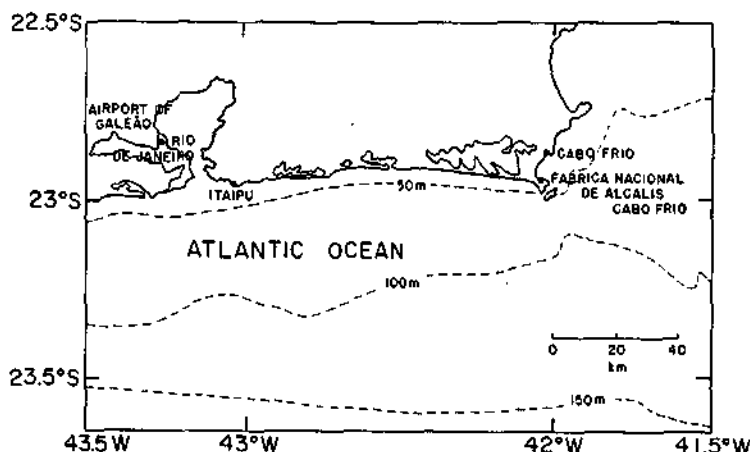 22.5°S
AIRPORT OF
GALEÃO
RIO
DE JANEIRO
CABO FRIO
ITAIPU
50m
FÁBRICA NACIONAL
DE ALCALIS
CABO FRIO
23°S
ATLANTIC OCEAN
100m
0 20 40
km
23.5°S
150m
43.5W 43°W 42°W 41.5°W